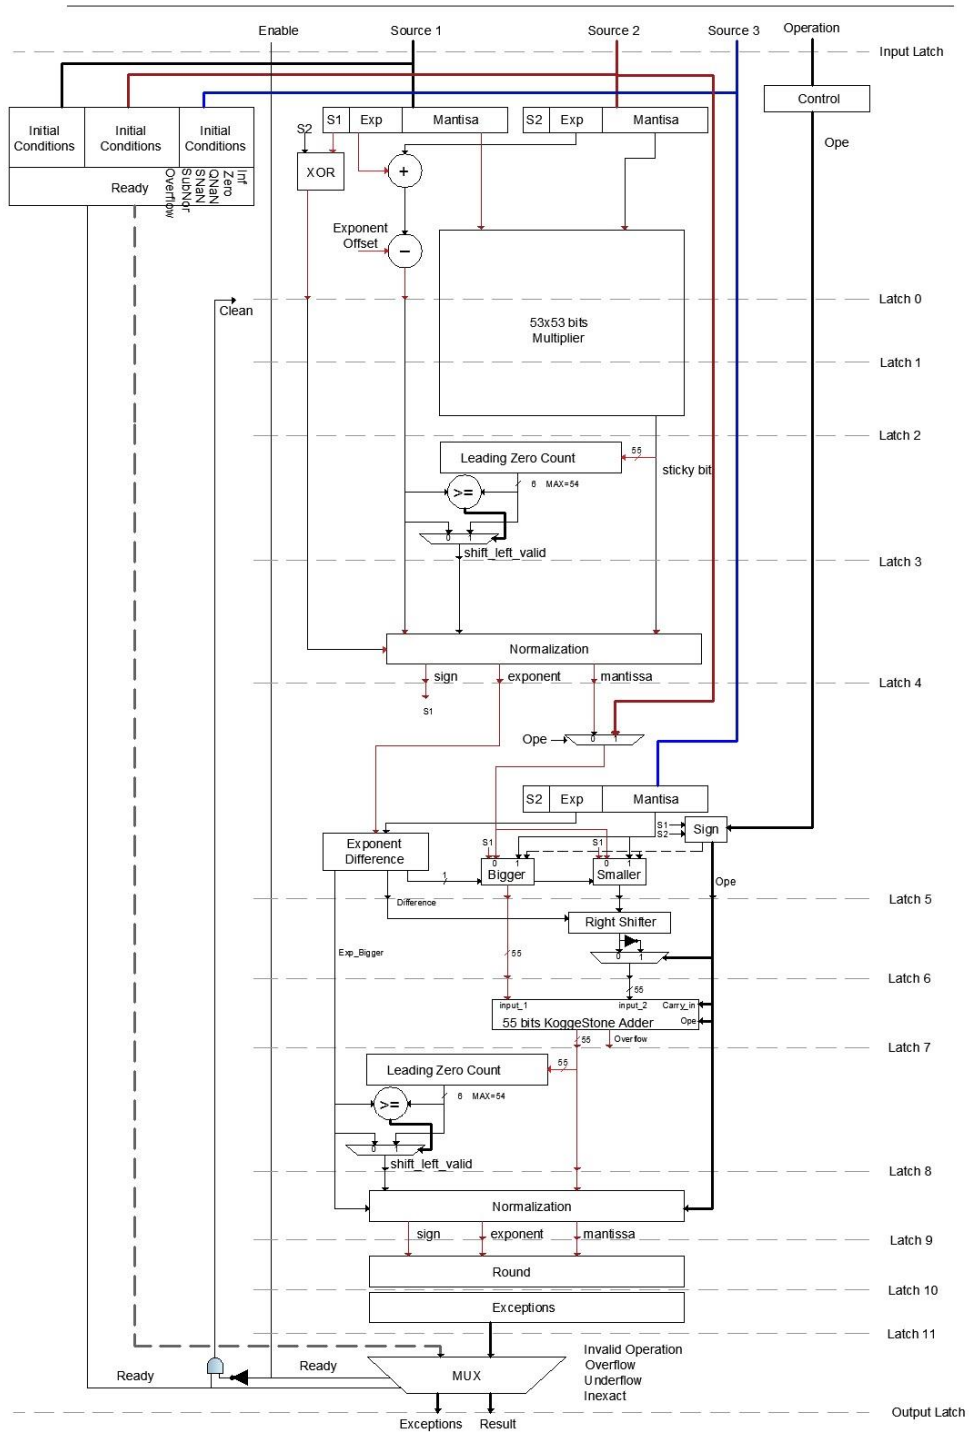 Enable
Source 1
Source 2
Source 3
Operation
Input Latch
Control
Ope
Initial
Conditions
Initial
Conditions
Initial
Conditions
Ready
Overflow
SubNor
SNaN
QNaN
Zero
Inf
S2
S1 Exp Mantisa
S2 Exp Mantisa
XOR
+
Exponent
Offset
−
Clean
Latch 0
53x53 bits
Multiplier
Latch 1
Latch 2
Leading Zero Count
55
sticky bit
6 MAX=54
>=
0 1
shift_left_valid
Latch 3
Normalization
sign
exponent
mantissa
Latch 4
S1
Ope
0 1
S2 Exp Mantisa
S1
S2
Sign
Exponent
Difference
S1
0 1
Bigger
S1
0 1
Smaller
1
Ope
Difference
Latch 5
Right Shifter
Exp_Bigger
55
0 1
Latch 6
55
input_1
input_2
Carry_in
55 bits KoggeStone Adder
Ope
55
Overflow
Latch 7
Leading Zero Count
55
6 MAX=54
>=
0 1
shift_left_valid
Latch 8
Normalization
sign
exponent
mantissa
Latch 9
Round
Latch 10
Exceptions
Latch 11
Invalid Operation
Overflow
Underflow
Inexact
Ready
Ready
MUX
Exceptions
Result
Output Latch